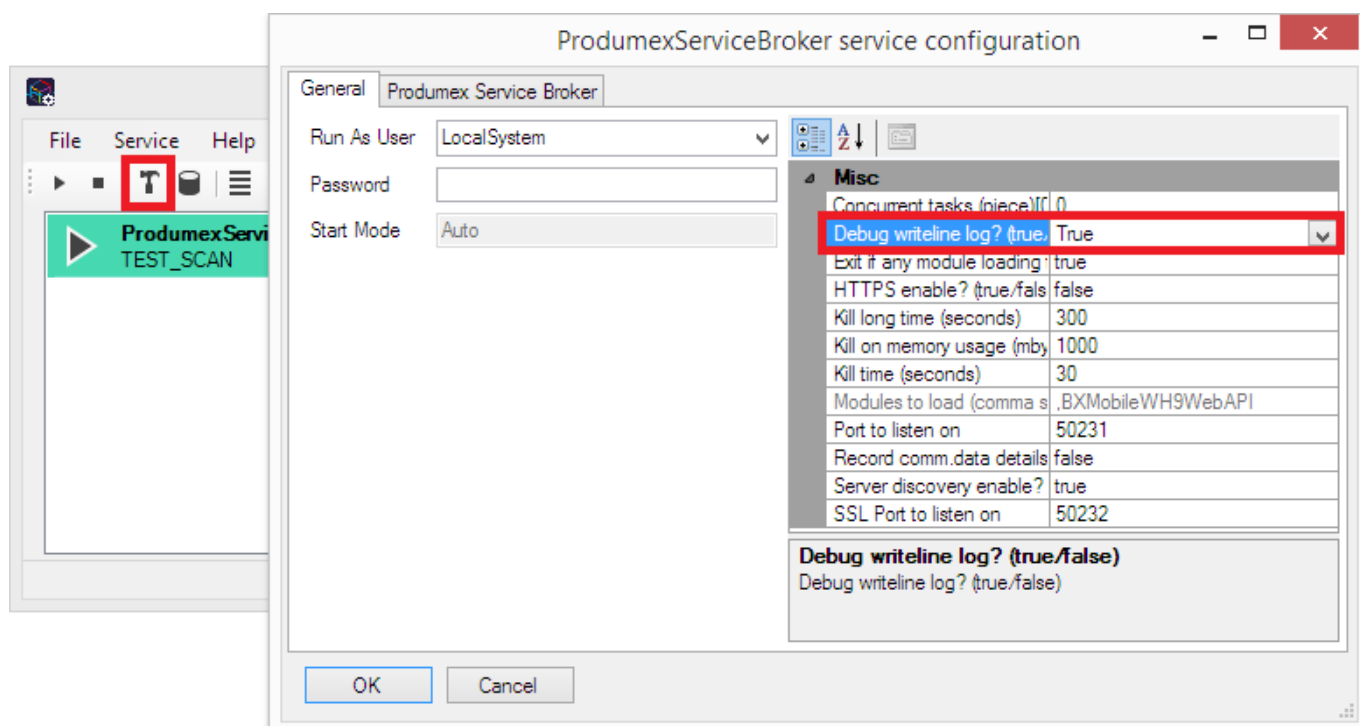 ProdumexServiceBroker service configuration
File Service Help
ProdumexServi
TEST_SCAN
General Produmex Service Broker
Run As User LocalSystem
Password
Start Mode Auto
Misc
Concurrent tasks (piece)[( 0
Debug writeline log? (true, True
Exit if any module loading true
HTTPS enable? (true/fals false
Kill long time (seconds) 300
Kill on memory usage (mby 1000
Kill time (seconds) 30
Modules to load (comma s ,BXMobileWH9WebAPI
Port to listen on 50231
Record comm.data details false
Server discovery enable? true
SSL Port to listen on 50232
Debug writeline log? (true/false)
Debug writeline log? (true/false)
OK Cancel